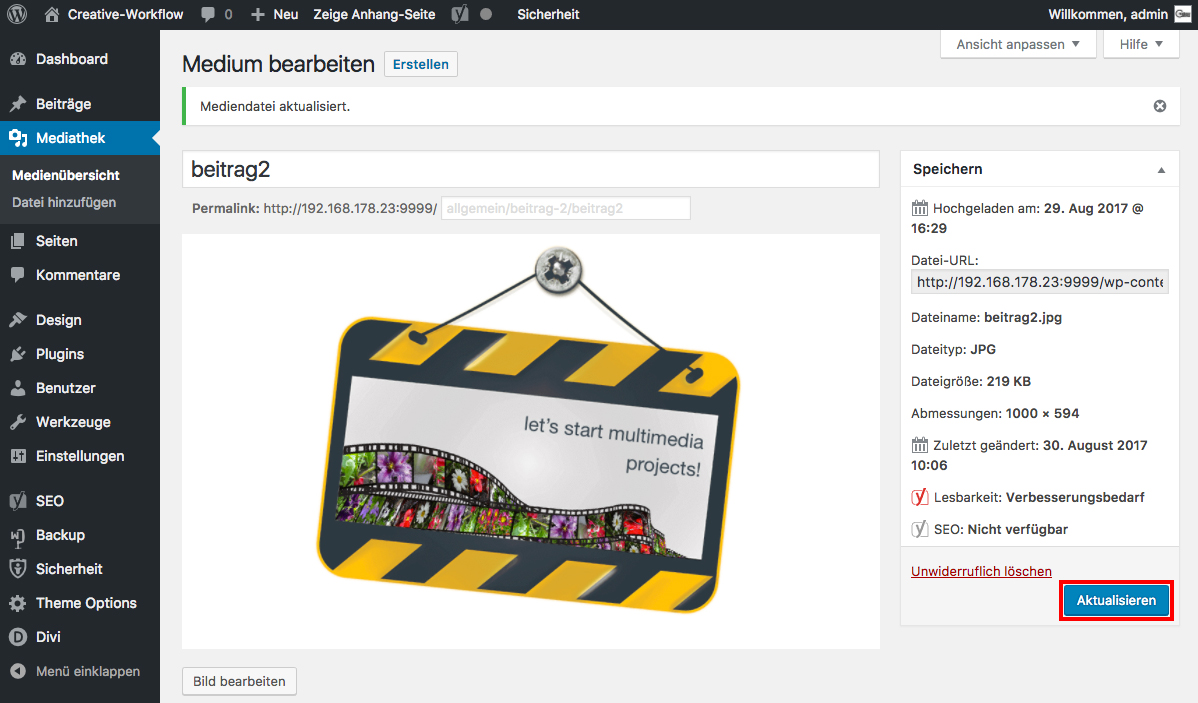 Creative-Workflow 0 Neu Zeige Anhang-Seite Sicherheit Willkommen, admin
Dashboard
Beiträge
Mediathek
Medienübersicht
Datei hinzufügen
Seiten
Kommentare
Design
Plugins
Benutzer
Werkzeuge
Einstellungen
SEO
Backup
Sicherheit
Theme Options
Divi
Menü einklappen
Ansicht anpassen Hilfe
Medium bearbeiten Erstellen
Mediendatei aktualisiert.
beitrag2
Permalink: http://192.168.178.23:9999/ allgemein/beitrag-2/beitrag2
let's start multimedia
projects!
Bild bearbeiten
Speichern
Hochgeladen am: 29. Aug 2017 @
16:29
Datei-URL:
http://192.168.178.23:9999/wp-conte
Dateiname: beitrag2.jpg
Dateityp: JPG
Dateigröße: 219 KB
Abmessungen: 1000 × 594
Zuletzt geändert: 30. August 2017
10:06
Lesbarkeit: Verbesserungsbedarf
SEO: Nicht verfügbar
Unwiderruflich löschen
Aktualisieren